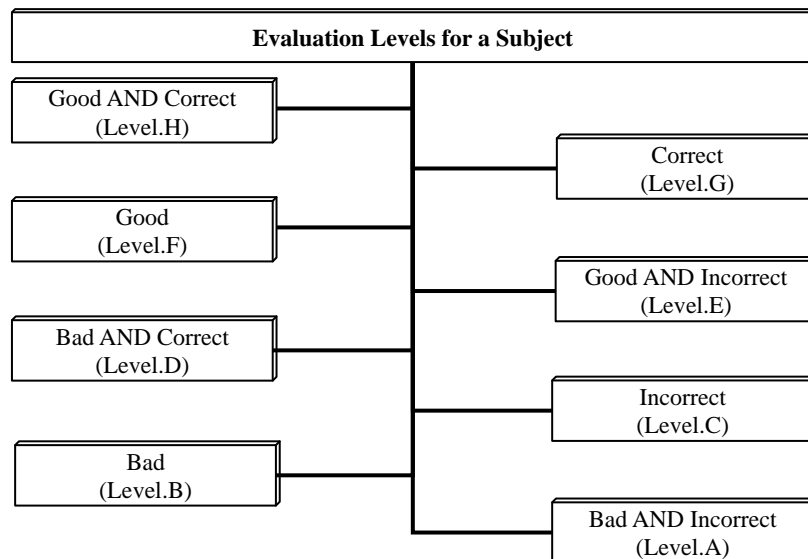 Evaluation Levels for a Subject
Good AND Correct
(Level.H)
Correct
(Level.G)
Good
(Level.F)
Good AND Incorrect
(Level.E)
Bad AND Correct
(Level.D)
Incorrect
(Level.C)
Bad
(Level.B)
Bad AND Incorrect
(Level.A)